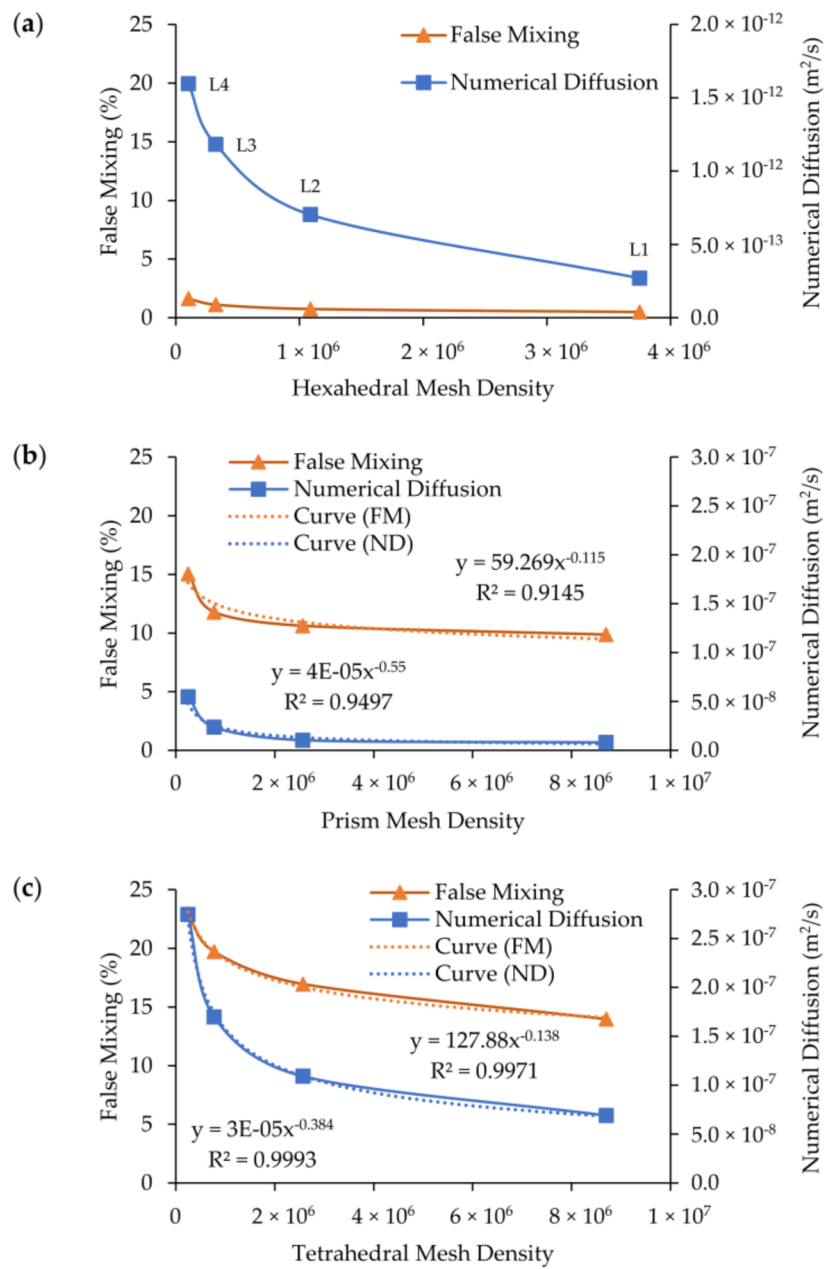 (a)
25
20
15
10
5
0
False Mixing (%)
False Mixing
Numerical Diffusion
L4
L3
L2
L1
2.0 × 10⁻¹²
1.5 × 10⁻¹²
1.0 × 10⁻¹²
5.0 × 10⁻¹³
0.0
Numerical Diffusion (m²/s)
0 1 × 10⁶ 2 × 10⁶ 3 × 10⁶ 4 × 10⁶
Hexahedral Mesh Density
(b)
25
20
15
10
5
0
False Mixing (%)
False Mixing
Numerical Diffusion
Curve (FM)
Curve (ND)
y = 59.269x⁻⁰·¹¹⁵
R² = 0.9145
y = 4E-05x⁻⁰·⁵⁵
R² = 0.9497
3.0 × 10⁻⁷
2.5 × 10⁻⁷
2.0 × 10⁻⁷
1.5 × 10⁻⁷
1.0 × 10⁻⁷
5.0 × 10⁻⁸
0.0
Numerical Diffusion (m²/s)
0 2 × 10⁶ 4 × 10⁶ 6 × 10⁶ 8 × 10⁶ 1 × 10⁷
Prism Mesh Density
(c)
25
20
15
10
5
0
False Mixing (%)
False Mixing
Numerical Diffusion
Curve (FM)
Curve (ND)
y = 127.88x⁻⁰·¹³⁸
R² = 0.9971
y = 3E-05x⁻⁰·³⁸⁴
R² = 0.9993
3.0 × 10⁻⁷
2.5 × 10⁻⁷
2.0 × 10⁻⁷
1.5 × 10⁻⁷
1.0 × 10⁻⁷
5.0 × 10⁻⁸
0.0
Numerical Diffusion (m²/s)
0 2 × 10⁶ 4 × 10⁶ 6 × 10⁶ 8 × 10⁶ 1 × 10⁷
Tetrahedral Mesh Density